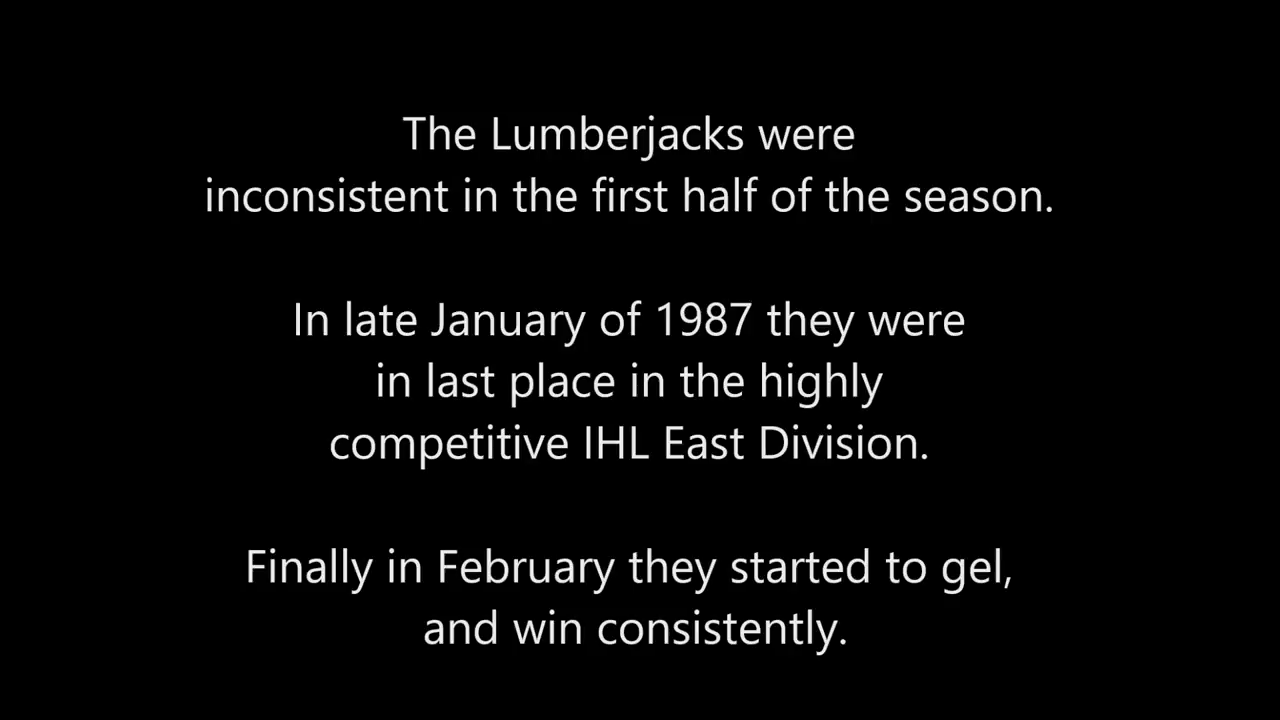 The Lumberjacks were
inconsistent in the first half of the season.
In late January of 1987 they were
in last place in the highly
competitive IHL East Division.
Finally in February they started to gel,
and win consistently.